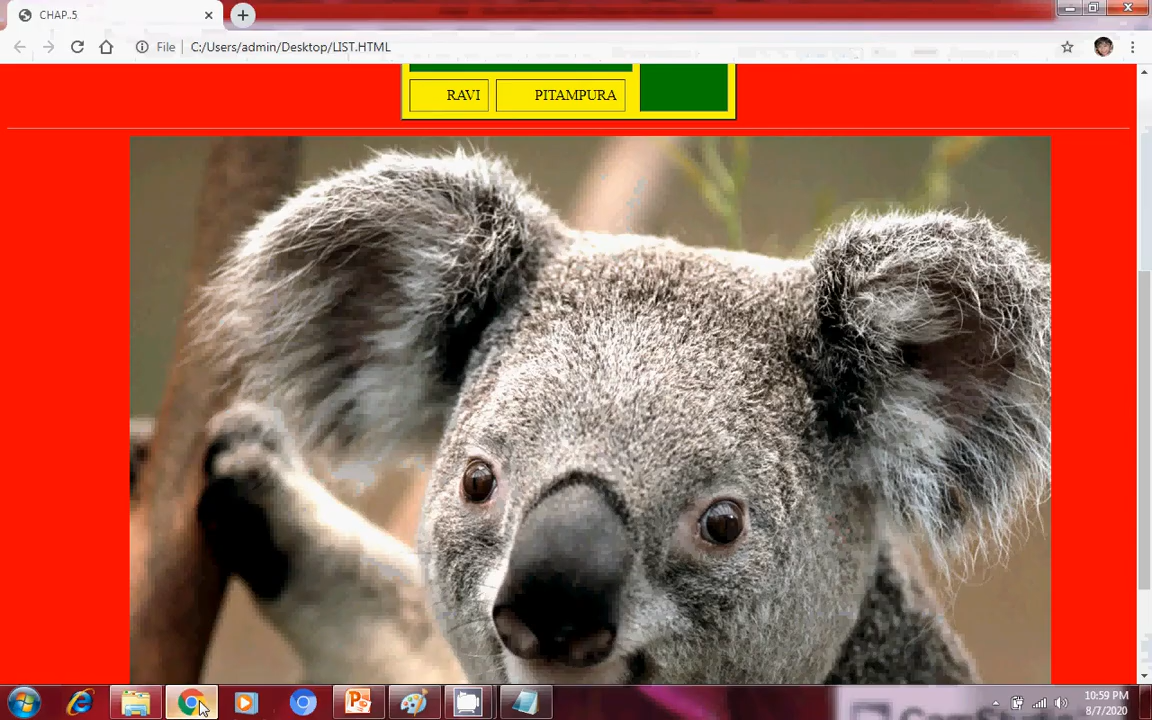 CHAP..5
File C:/Users/admin/Desktop/LIST.HTML
RAVI PITAMPURA
10:59 PM
8/7/2020